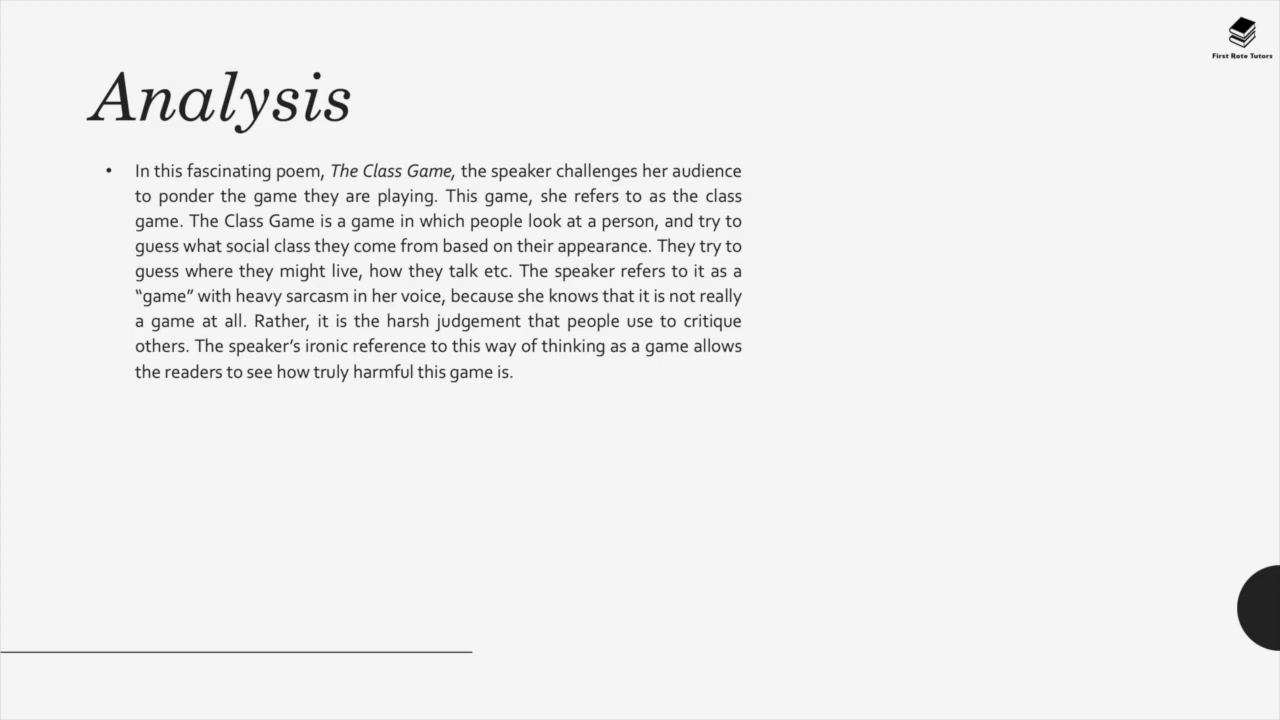 First Rate Tutors
Analysis
• In this fascinating poem, The Class Game, the speaker challenges her audience
to ponder the game they are playing. This game, she refers to as the class
game. The Class Game is a game in which people look at a person, and try to
guess what social class they come from based on their appearance. They try to
guess where they might live, how they talk etc. The speaker refers to it as a
“game” with heavy sarcasm in her voice, because she knows that it is not really
a game at all. Rather, it is the harsh judgement that people use to critique
others. The speaker’s ironic reference to this way of thinking as a game allows
the readers to see how truly harmful this game is.